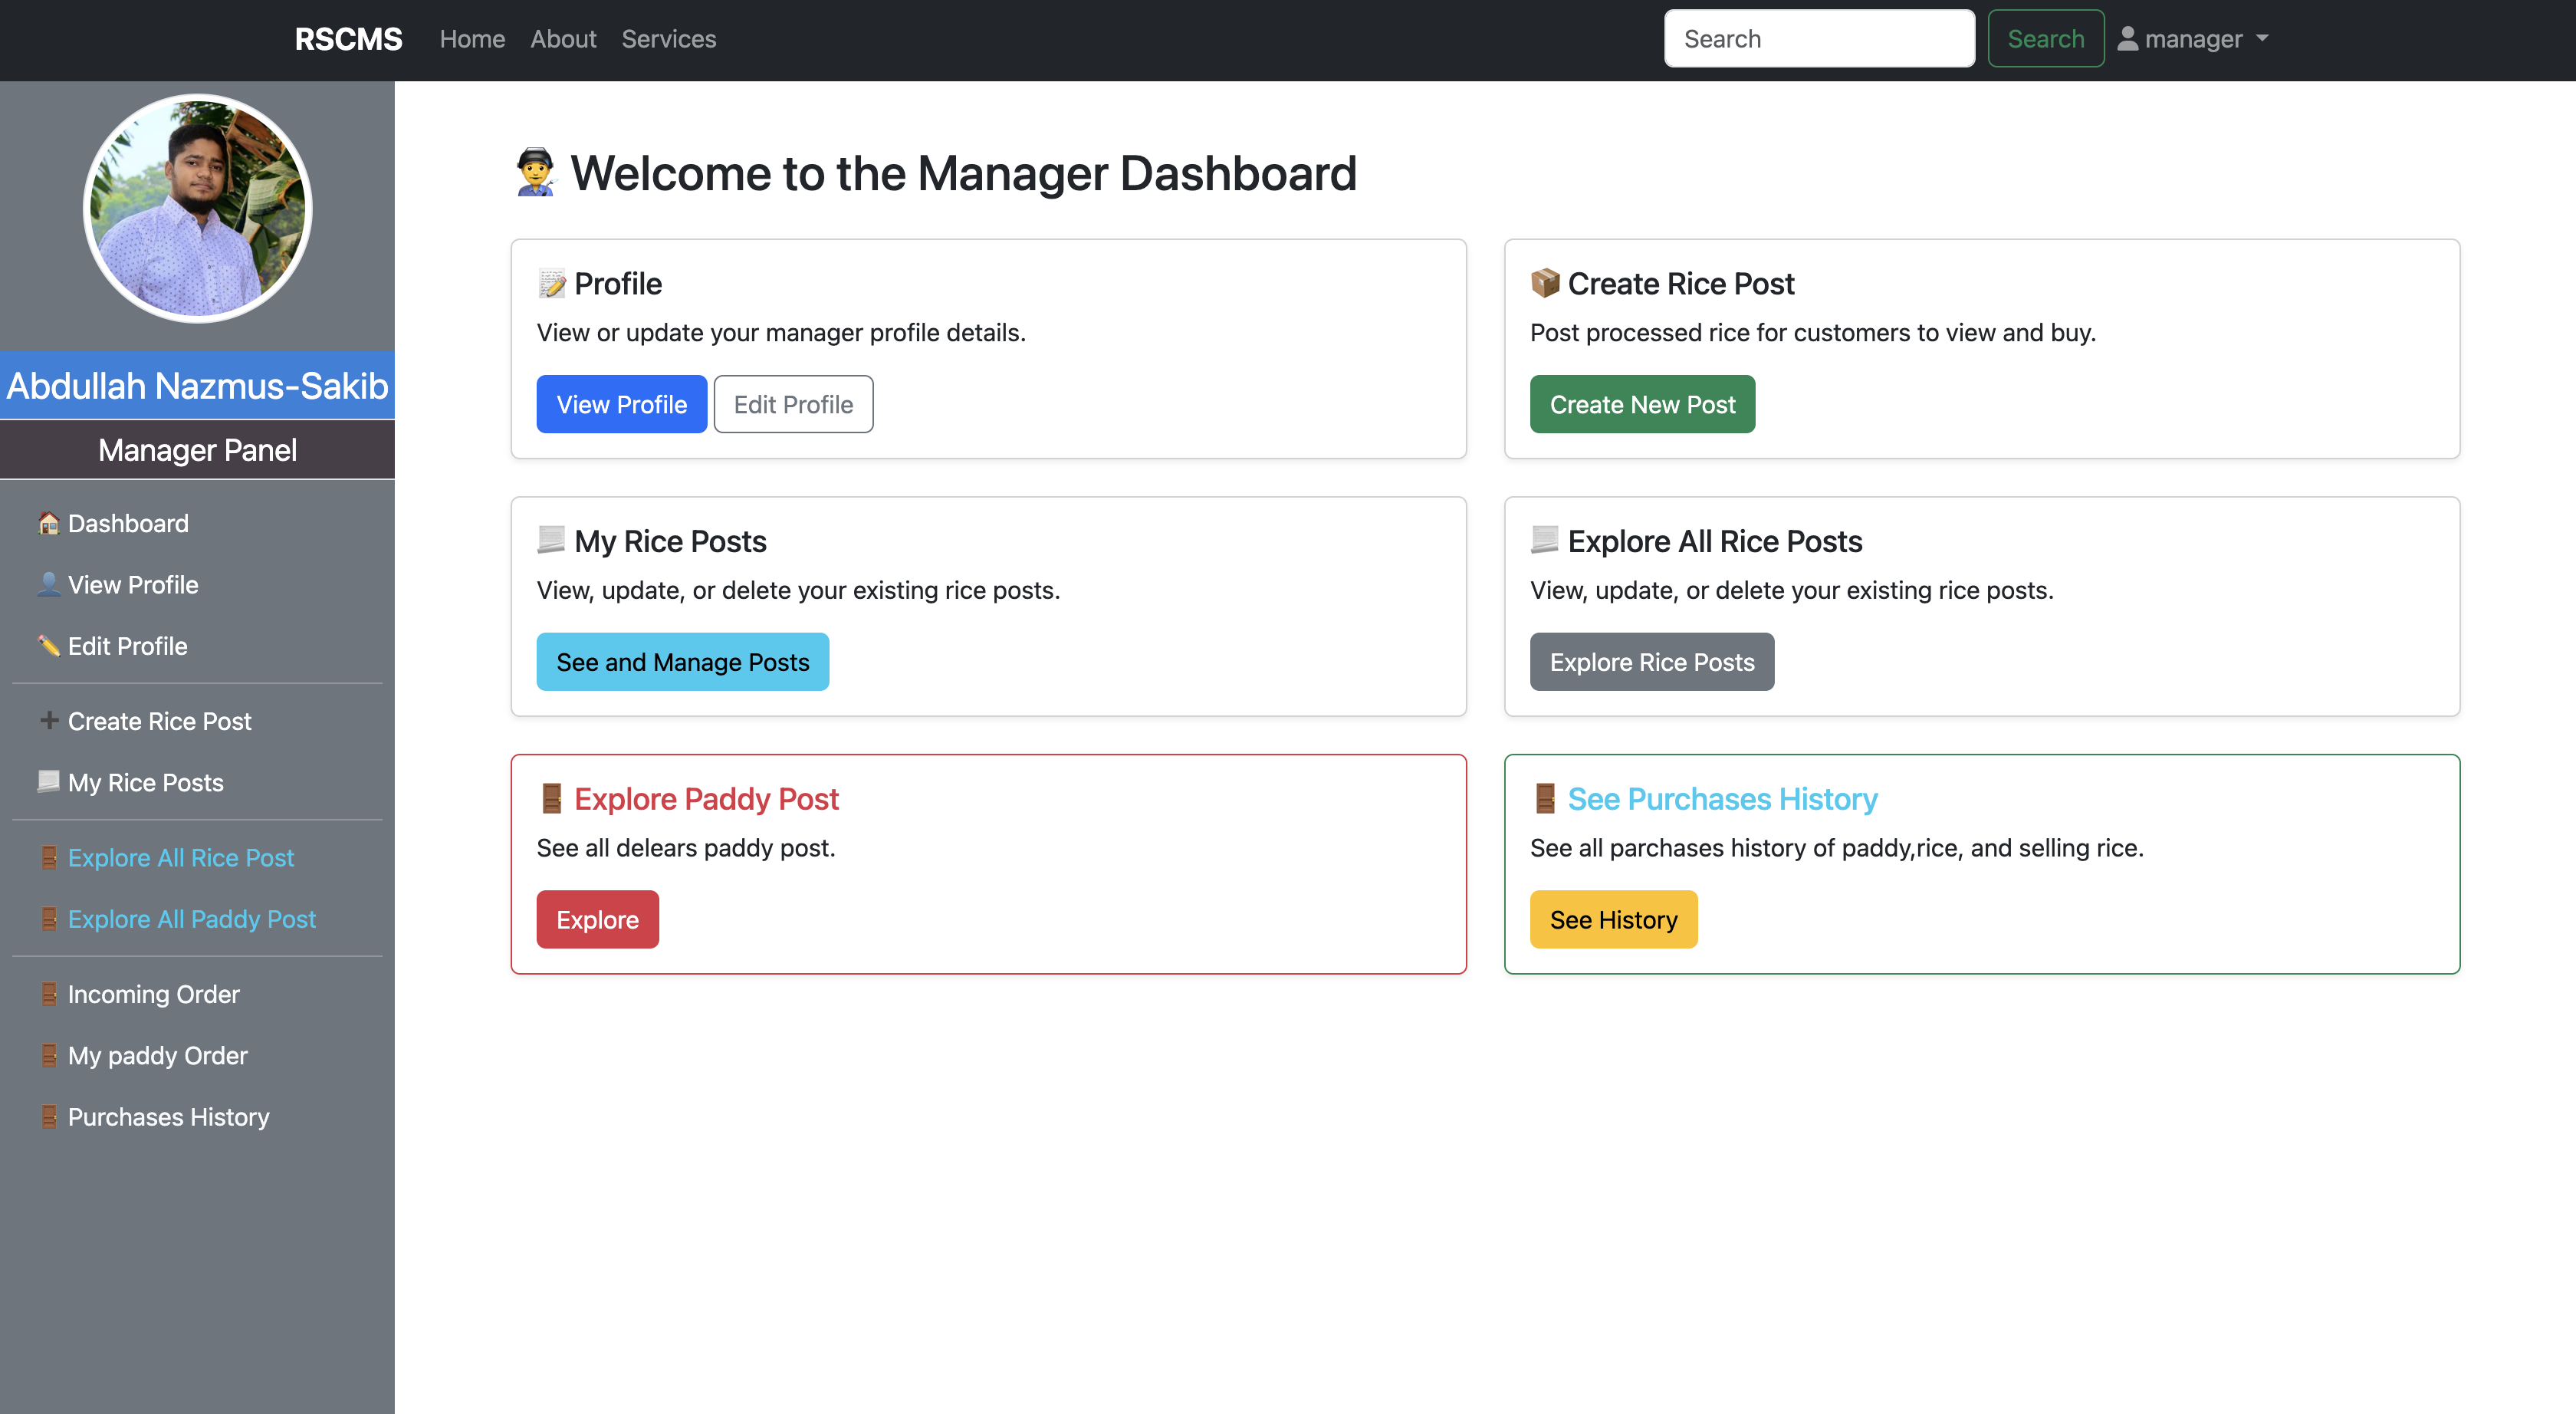 RSCMS Home About Services Search Search manager
Abdullah Nazmus-Sakib
Manager Panel
Dashboard
View Profile
Edit Profile
Create Rice Post
My Rice Posts
Explore All Rice Post
Explore All Paddy Post
Incoming Order
My paddy Order
Purchases History
Welcome to the Manager Dashboard
Profile
View or update your manager profile details.
View Profile Edit Profile
Create Rice Post
Post processed rice for customers to view and buy.
Create New Post
My Rice Posts
View, update, or delete your existing rice posts.
See and Manage Posts
Explore All Rice Posts
View, update, or delete your existing rice posts.
Explore Rice Posts
Explore Paddy Post
See all delears paddy post.
Explore
See Purchases History
See all parchases history of paddy,rice, and selling rice.
See History